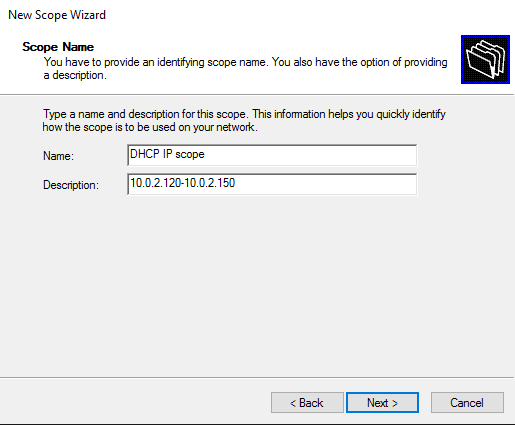 New Scope Wizard
Scope Name
You have to provide an identifying scope name. You also have the option of providing
a description.
Type a name and description for this scope. This information helps you quickly identify
how the scope is to be used on your network.
Name: DHCP IP scope
Description: 10.0.2.120-10.0.2.150
< Back Next > Cancel